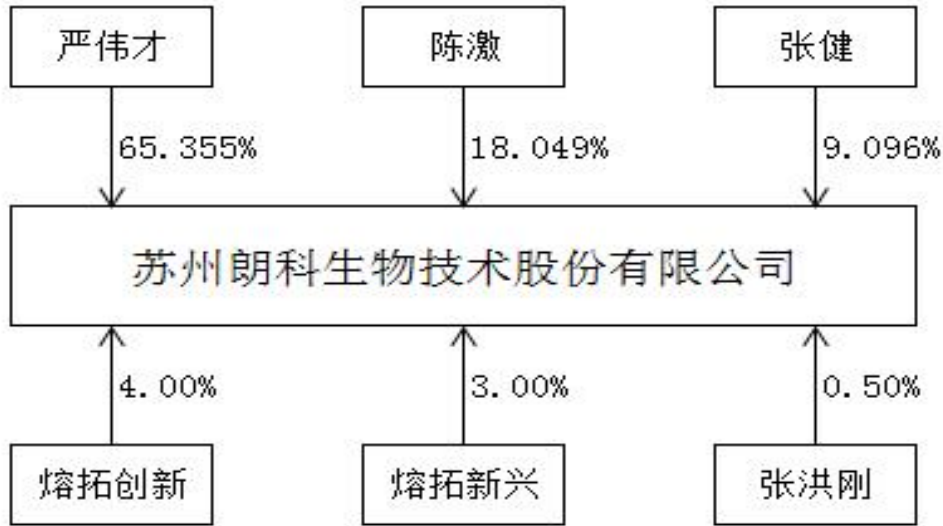 严伟才 陈激 张健
65.355% 18.049% 9.096%
苏州朗科生物技术股份有限公司
4.00% 3.00% 0.50%
熔拓创新 熔拓新兴 张洪刚